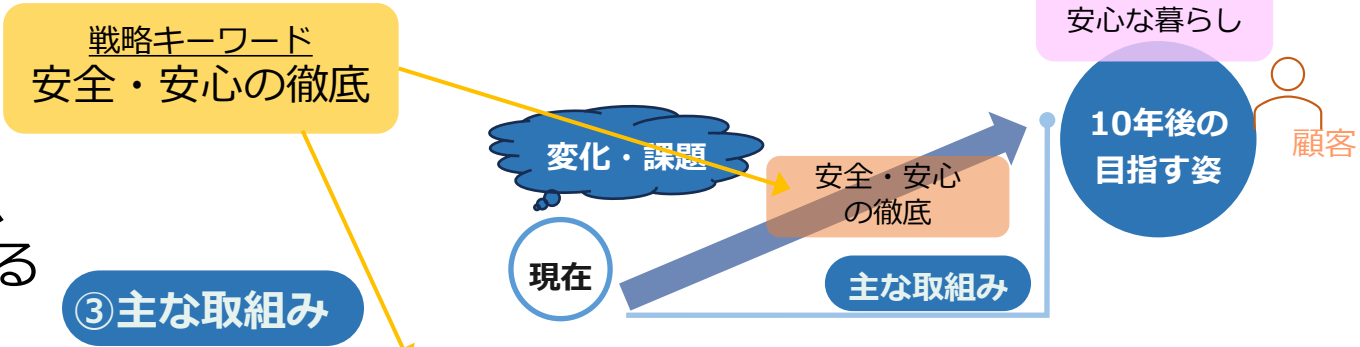 戦略キーワード
安全・安心の徹底
安心な暮らし
10年後の
目指す姿
顧客
変化・課題
安全・安心
の徹底
現在
主な取組み
る
③主な取組み